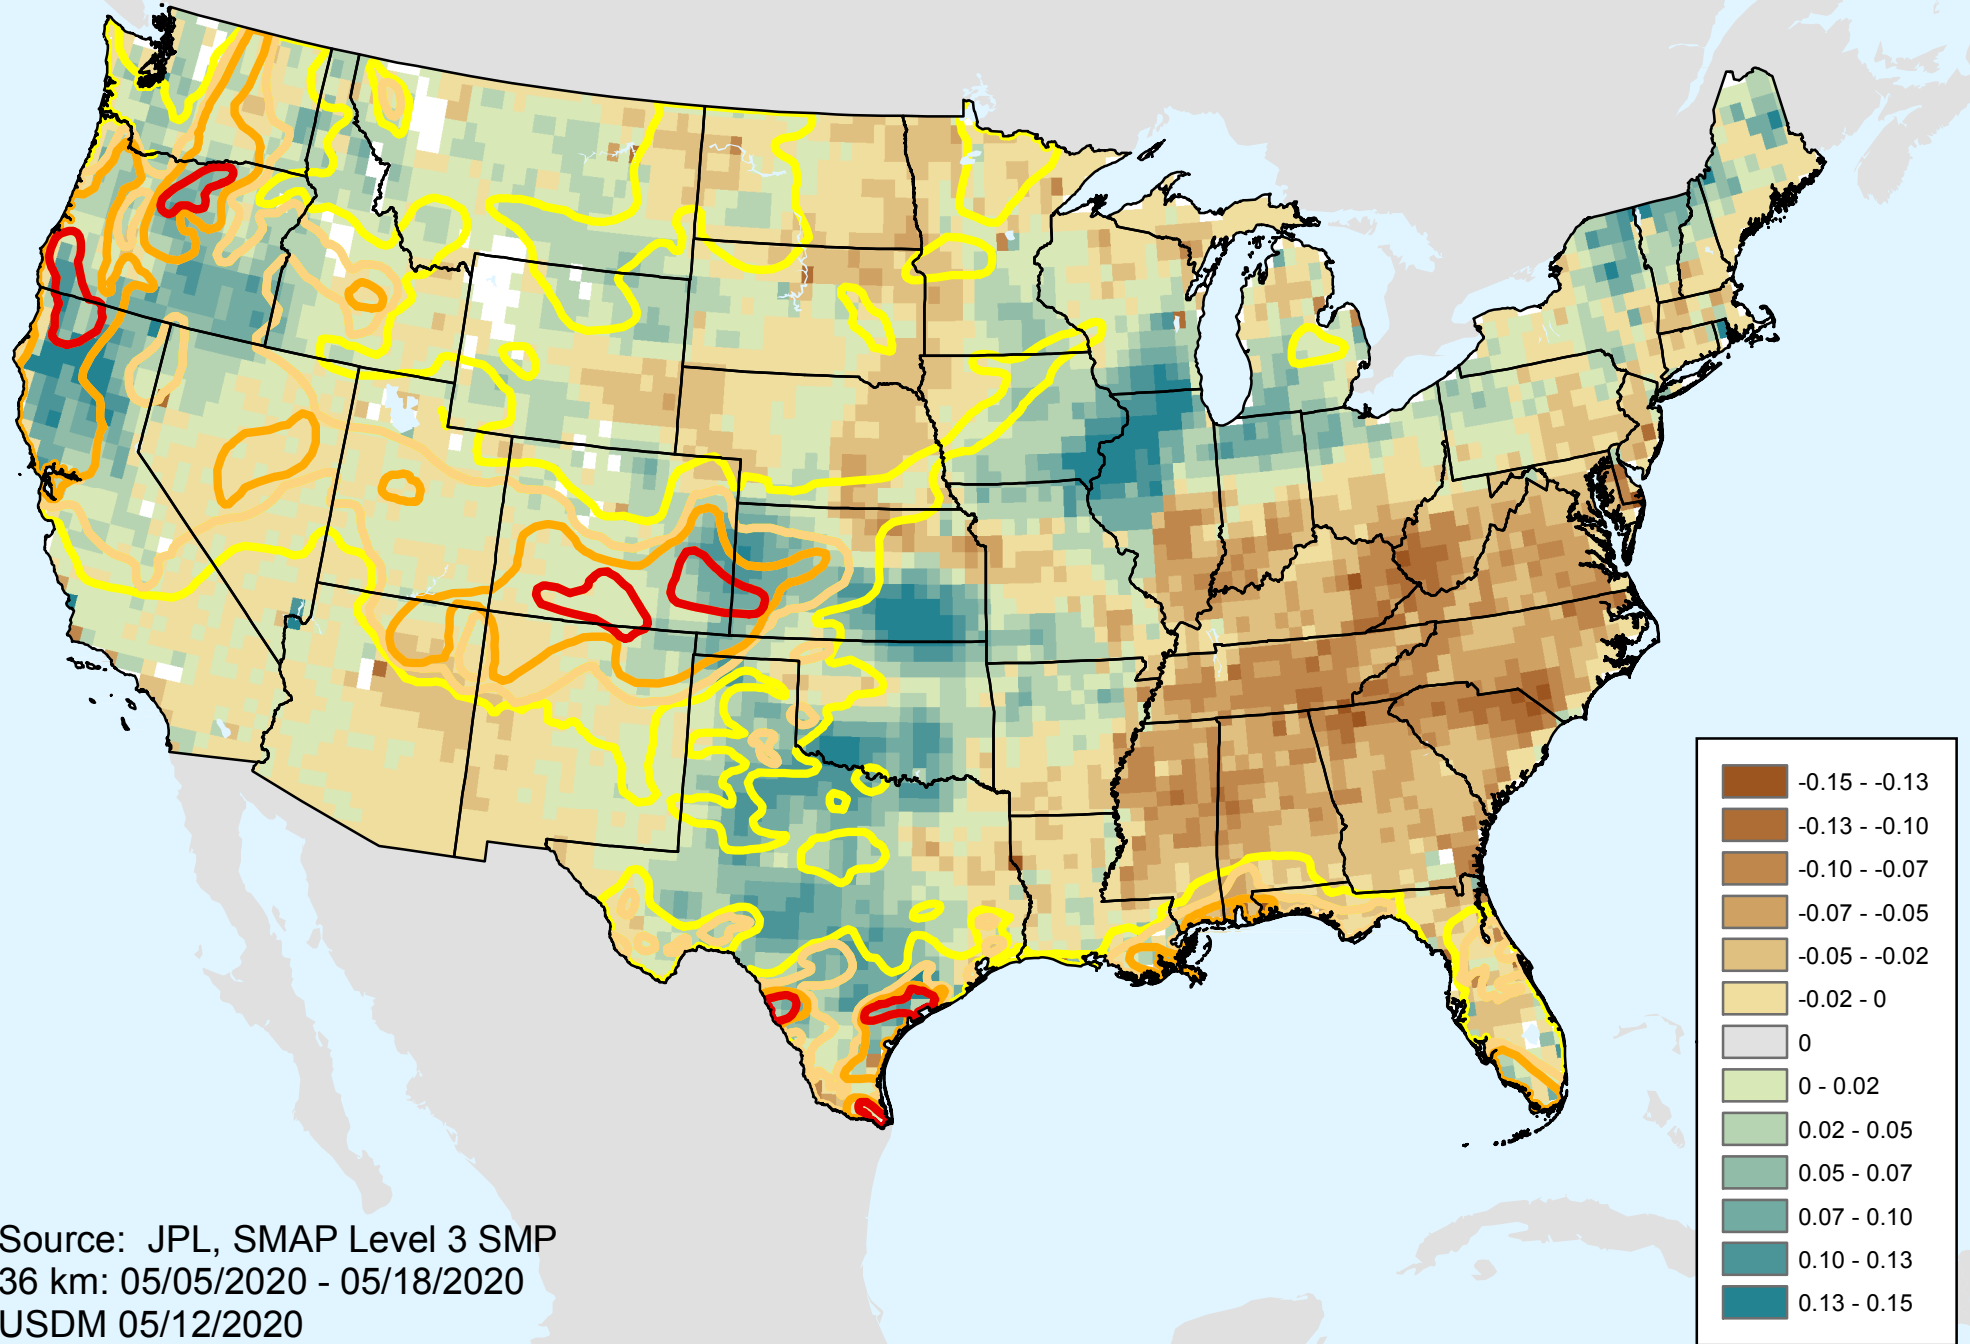 -0.15 - -0.13
-0.13 - -0.10
-0.10 - -0.07
-0.07 - -0.05
-0.05 - -0.02
-0.02 - 0
0
0 - 0.02
0.02 - 0.05
0.05 - 0.07
0.07 - 0.10
0.10 - 0.13
0.13 - 0.15
Source: JPL, SMAP Level 3 SMP
36 km: 05/05/2020 - 05/18/2020
USDM 05/12/2020